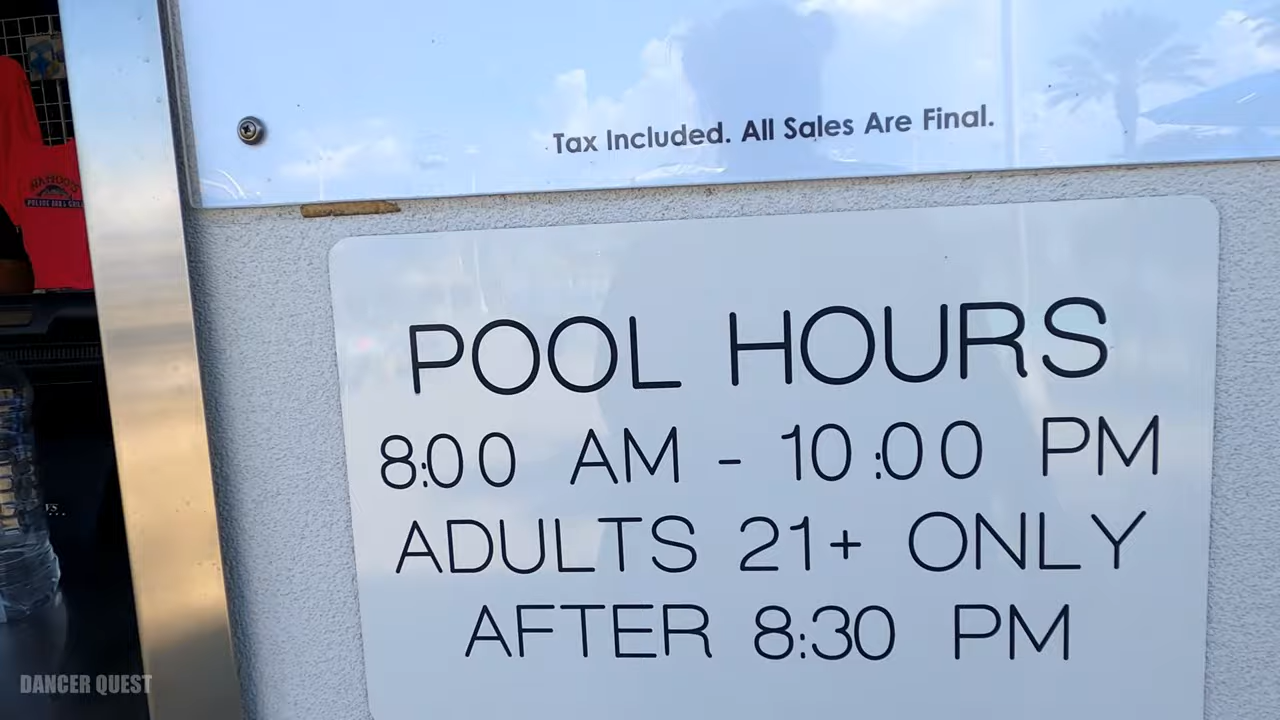 Tax Included. All Sales Are Final.
POOL HOURS
8:00 AM - 10:00 PM
ADULTS 21+ ONLY
AFTER 8:30 PM
DANCER QUEST